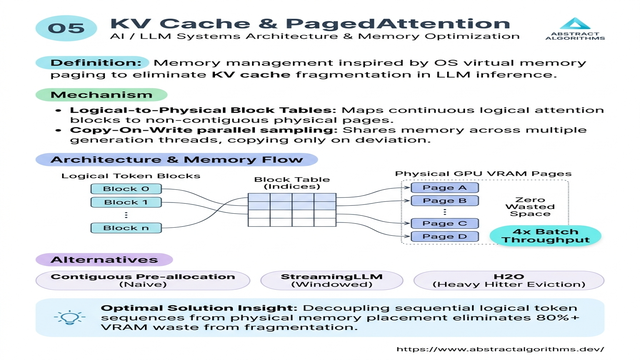 05
KV Cache & PagedAttention
AI / LLM Systems Architecture & Memory Optimization
ABSTRACT
ALGORITHMS
Definition: Memory management inspired by OS virtual memory
paging to eliminate KV cache fragmentation in LLM inference.
Mechanism
• Logical-to-Physical Block Tables: Maps continuous logical attention
blocks to non-contiguous physical pages.
• Copy-On-Write parallel sampling: Shares memory across multiple
generation threads, copying only on deviation.
Architecture & Memory Flow
Logical Token Blocks
Block 0
Block 1
⋮
Block n
Block Table
(Indices)
Physical GPU VRAM Pages
Page A
Page B
⋮
Page C
Page D
Zero
Wasted
Space
4x Batch
Throughput
Alternatives
Contiguous Pre-allocation
(Naive)
StreamingLLM
(Windowed)
H2O
(Heavy Hitter Eviction)
Optimal Solution Insight: Decoupling sequential logical token
sequences from physical memory placement eliminates 80%+
VRAM waste from fragmentation.
https://www.abstractalgorithms.dev/